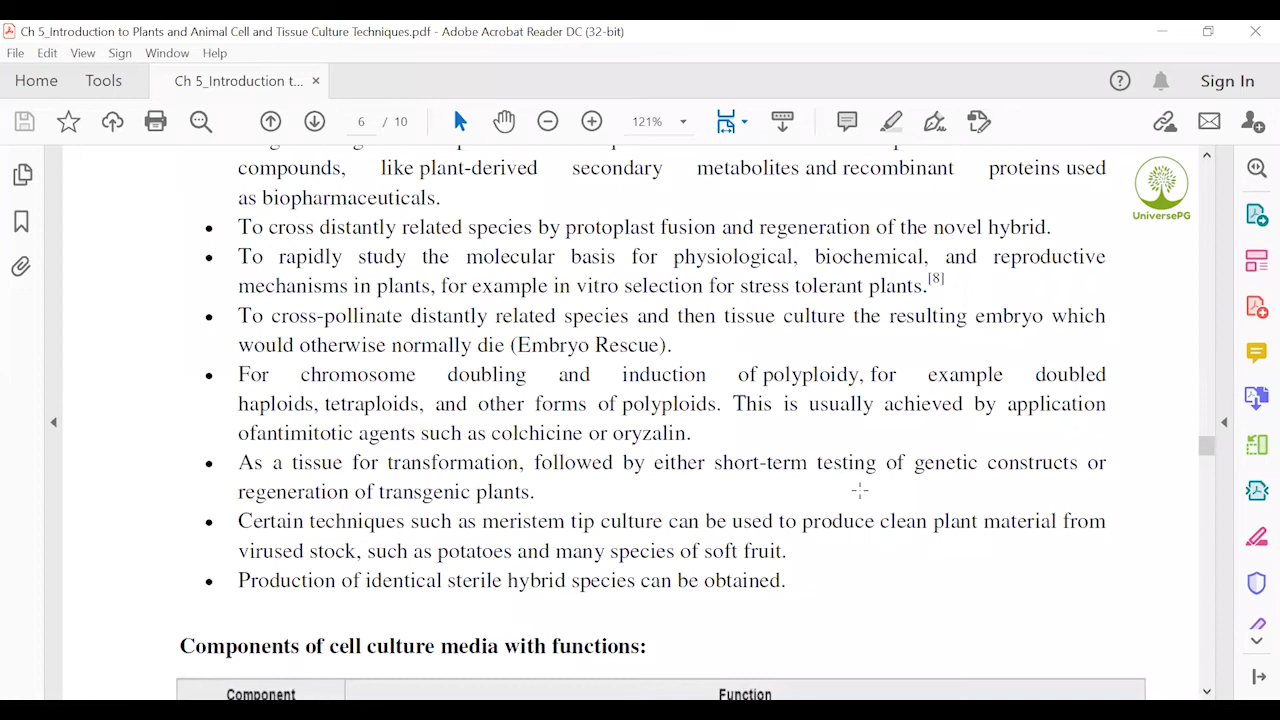 Ch 5_Introduction to Plants and Animal Cell and Tissue Culture Techniques.pdf - Adobe Acrobat Reader DC (32-bit)
File Edit View Window Sign Help
Home Tools Ch 5_Introduction t... × Sign In
6 / 10 121%
compounds, like plant-derived secondary metabolites and recombinant proteins used
as biopharmaceuticals.
UniversePG
• To cross distantly related species by protoplast fusion and regeneration of the novel hybrid.
• To rapidly study the molecular basis for physiological, biochemical, and reproductive
mechanisms in plants, for example in vitro selection for stress tolerant plants.[8]
• To cross-pollinate distantly related species and then tissue culture the resulting embryo which
would otherwise normally die (Embryo Rescue).
• For chromosome doubling and induction of polyploidy, for example doubled
haploids, tetraploids, and other forms of polyploids. This is usually achieved by application
ofantimitotic agents such as colchicine or oryzalin.
• As a tissue for transformation, followed by either short-term testing of genetic constructs or
regeneration of transgenic plants.
• Certain techniques such as meristem tip culture can be used to produce clean plant material from
virused stock, such as potatoes and many species of soft fruit.
• Production of identical sterile hybrid species can be obtained.
Components of cell culture media with functions:
Component Function